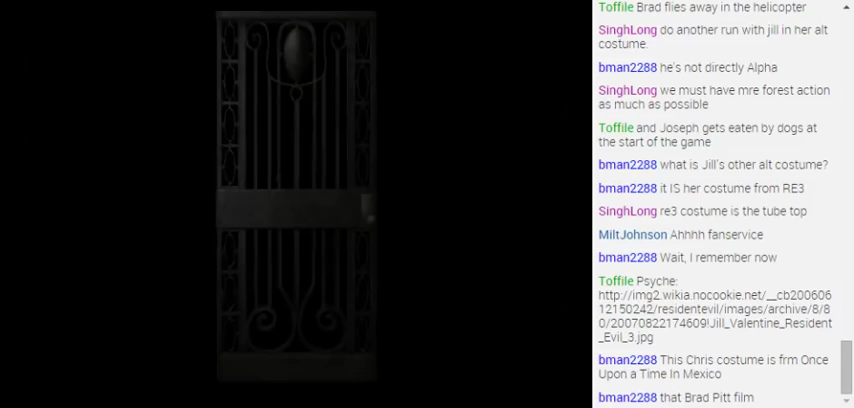 Toffile Brad flies away in the helicopter
SinghLong do another run with jill in her alt
costume.
bman2288 he's not directly Alpha
SinghLong we must have mre forest action
as much as possible
Toffile and Joseph gets eaten by dogs at
the start of the game
bman2288 what is Jill's other alt costume?
bman2288 it IS her costume from RE3
SinghLong re3 costume is the tube top
MiltJohnson Ahhhh fanservice
bman2288 Wait, I remember now
Toffile Psyche:
http://img2.wikia.nocookie.net/__cb200606
12150242/residentevil/images/archive/8/8
0/20070822174609!Jill_Valentine_Resident
_Evil_3.jpg
bman2288 This Chris costume is frm Once
Upon a Time In Mexico
bman2288 that Brad Pitt film